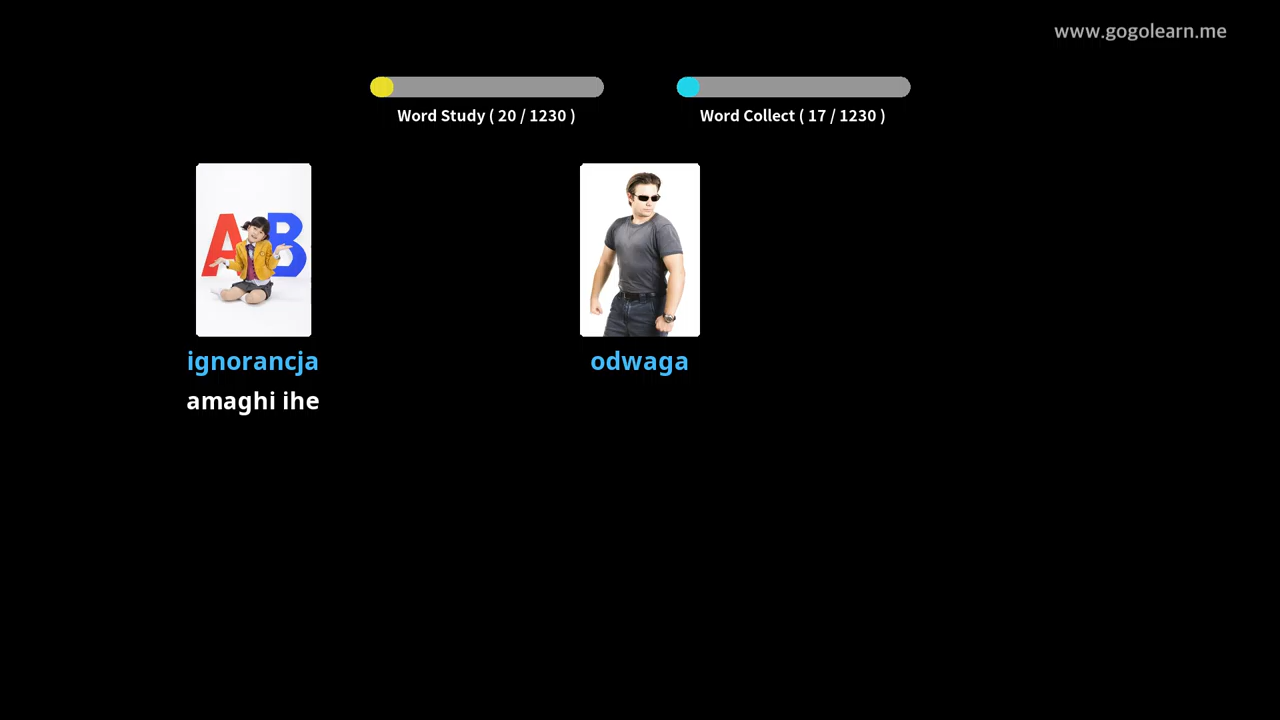 www.gogolearn.me
Word Study ( 20 / 1230 )
Word Collect ( 17 / 1230 )
A B
ignorancja
odwaga
amaghi ihe